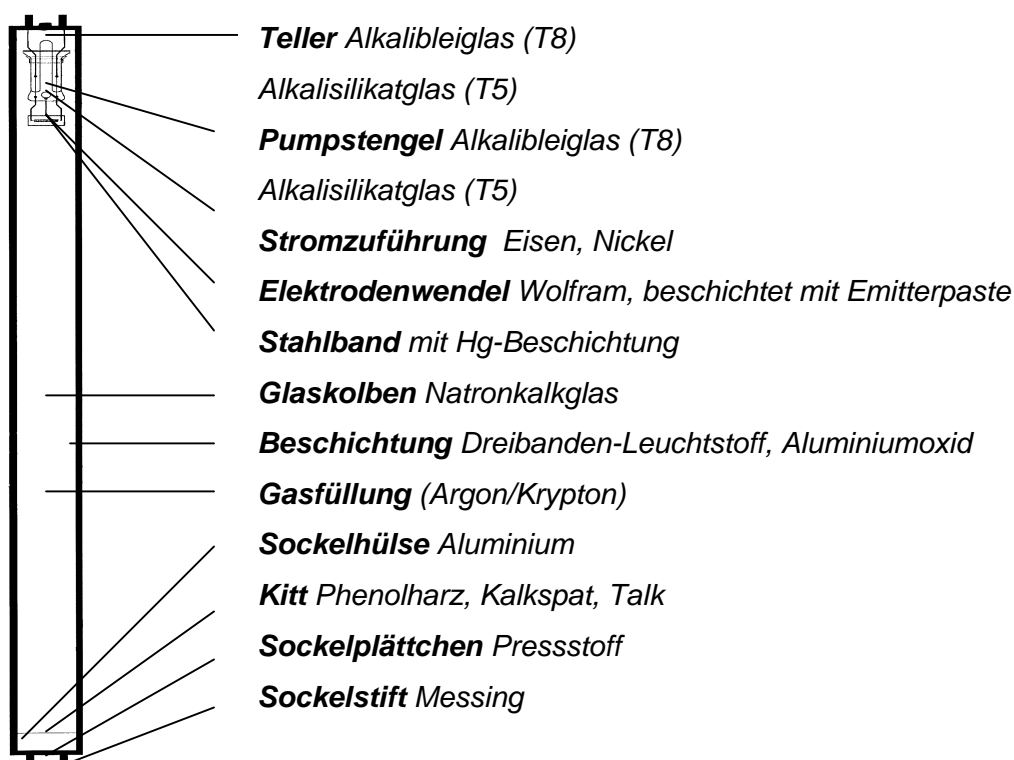 Teller Alkalibleiglas (T8)
Alkalisilikatglas (T5)
Pumpstengel Alkalibleiglas (T8)
Alkalisilikatglas (T5)
Stromzuführung Eisen, Nickel
Elektrodenwendel Wolfram, beschichtet mit Emitterpaste
Stahlband mit Hg-Beschichtung
Glaskolben Natronkalkglas
Beschichtung Dreibanden-Leuchtstoff, Aluminiumoxid
Gasfüllung (Argon/Krypton)
Sockelhülse Aluminium
Kitt Phenolharz, Kalkspat, Talk
Sockelplättchen Pressstoff
Sockelstift Messing